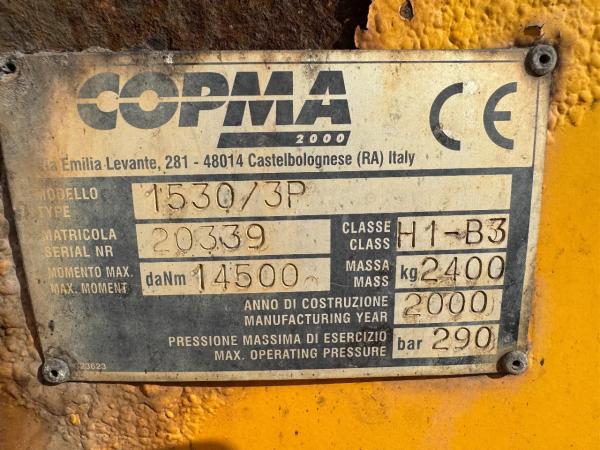 COPMA
2000
Via Emilia Levante, 281 - 48014 Castelbolognese (RA) Italy
MODELLO
TYPE
1530/3P
MATRICOLA
SERIAL NR
20339
CLASSE
CLASS
H1-B3
MOMENTO MAX.
MAX. MOMENT
daNm 14500
MASSA
MASS
kg 2400
ANNO DI COSTRUZIONE
MANUFACTURING YEAR
2000
PRESSIONE MASSIMA DI ESERCIZIO
MAX. OPERATING PRESSURE
bar 290
CE